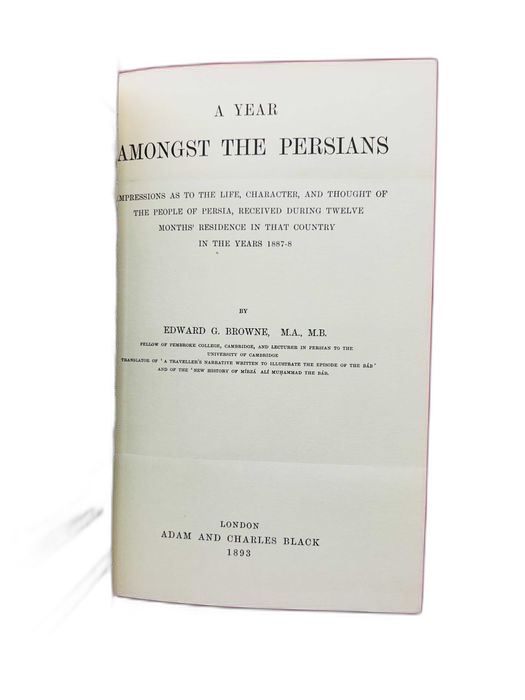 A YEAR
AMONGST THE PERSIANS
IMPRESSIONS AS TO THE LIFE, CHARACTER, AND THOUGHT OF
THE PEOPLE OF PERSIA, RECEIVED DURING TWELVE
MONTHS' RESIDENCE IN THAT COUNTRY
IN THE YEARS 1887-8
BY
EDWARD G. BROWNE, M.A., M.B.
FELLOW OF PEMBROKE COLLEGE, CAMBRIDGE, AND LECTURER IN PERSIAN TO THE
UNIVERSITY OF CAMBRIDGE
TRANSLATOR OF 'A TRAVELLER'S NARRATIVE WRITTEN TO ILLUSTRATE THE EPISODE OF THE BÁB'
AND OF THE 'NEW HISTORY OF MÍRZÁ ALÍ MUḤAMMAD THE BÁB.
LONDON
ADAM AND CHARLES BLACK
1893